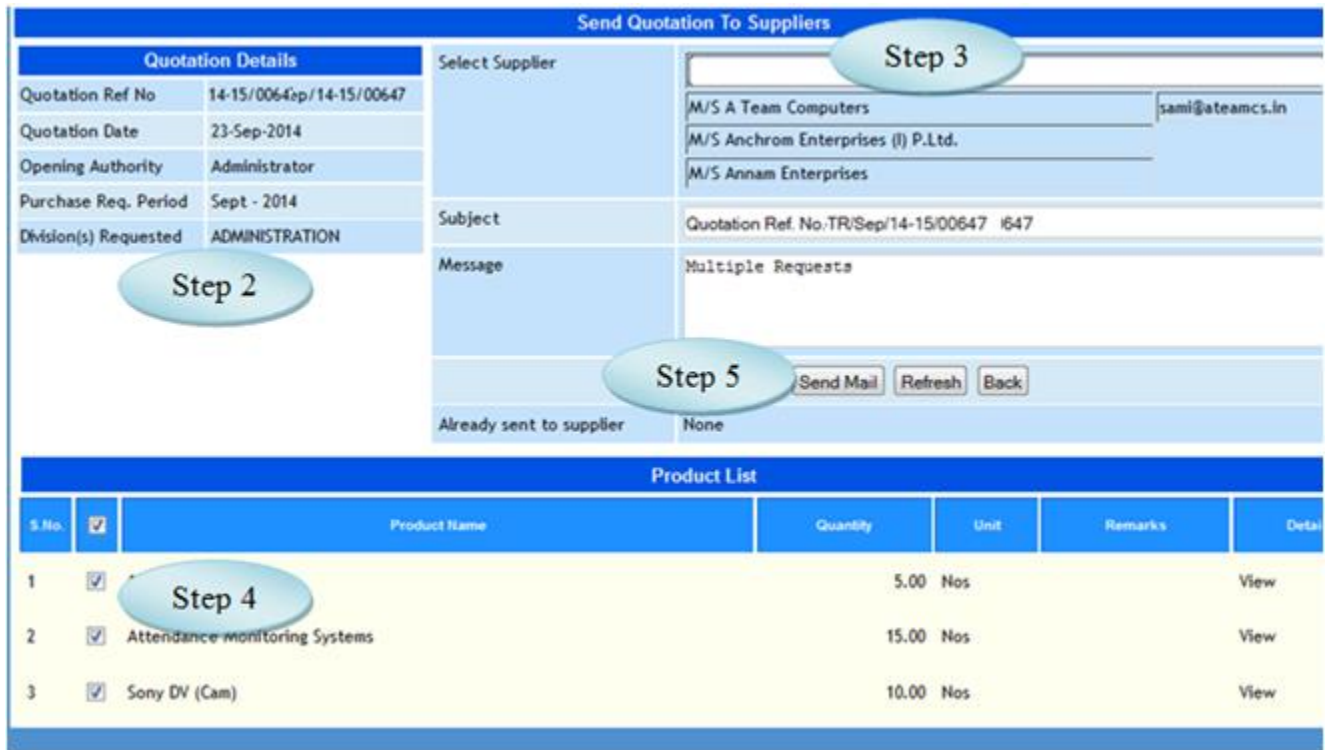 Send Quotation To Suppliers
Step 3
Quotation Details
Quotation Ref No 14-15/00647
Quotation Date 23-Sep-2014
Opening Authority Administrator
Purchase Req. Period Sept - 2014
Division(s) Requested ADMINISTRATION
Step 2
Select Supplier
M/S A Team Computers sami@ateamcs.in
M/S Anchrom Enterprises (I) P.Ltd.
M/S Annam Enterprises
Subject Quotation Ref. No.TR/Sep/14-15/00647
Message Multiple Requests
Step 5 Send Mail Refresh Back
Already sent to supplier None
Product List
S.No. Product Name Quantity Unit Remarks
1 5.00 Nos View
Step 4
2 Attendance Monitoring Systems 15.00 Nos View
3 Sony DV (Cam) 10.00 Nos View